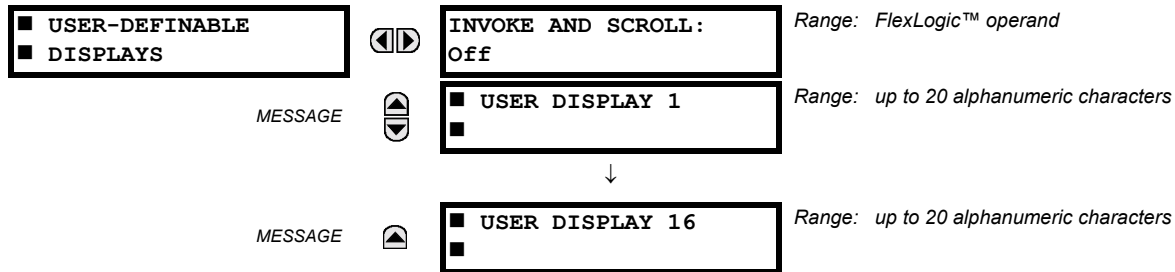 ■ USER-DEFINABLE
■ DISPLAYS
INVOKE AND SCROLL:
Off
Range: FlexLogic™ operand
MESSAGE
■ USER DISPLAY 1
■
Range: up to 20 alphanumeric characters
↓
MESSAGE
■ USER DISPLAY 16
■
Range: up to 20 alphanumeric characters